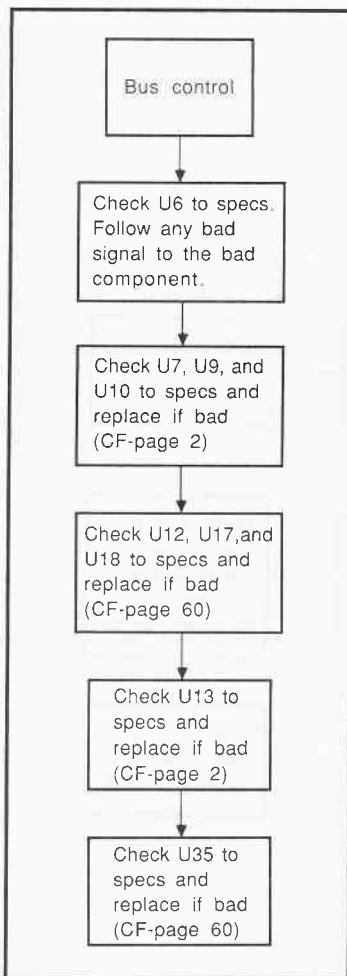 Bus control
Check U6 to specs.
Follow any bad
signal to the bad
component.
Check U7, U9, and
U10 to specs and
replace if bad
(CF-page 2)
Check U12, U17,and
U18 to specs and
replace if bad
(CF-page 60)
Check U13 to
specs and
replace if bad
(CF-page 2)
Check U35 to
specs and
replace if bad
(CF-page 60)